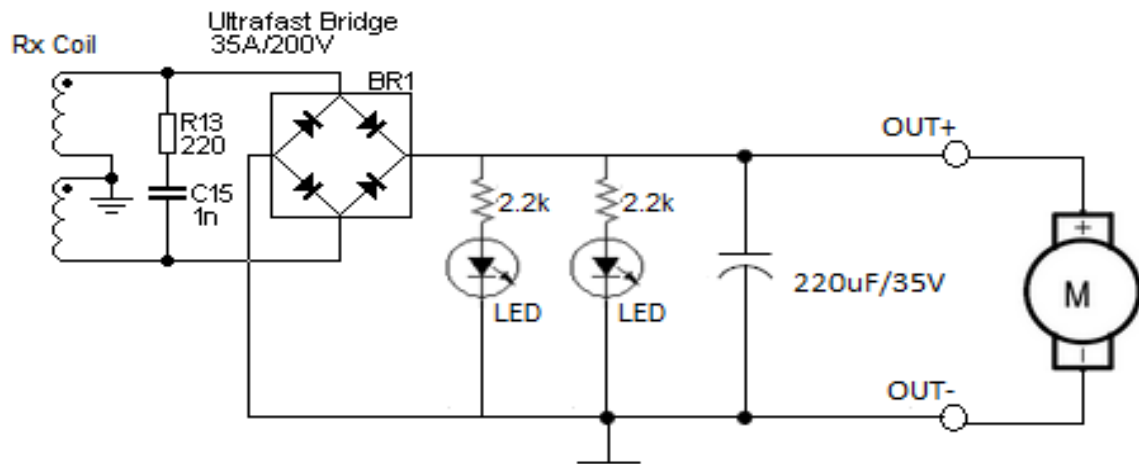 Ultrafast Bridge
35A/200V
Rx Coil
BR1
R13
220
C15
1n
2.2k
2.2k
LED
LED
220uF/35V
OUT+
OUT-
+
M
-